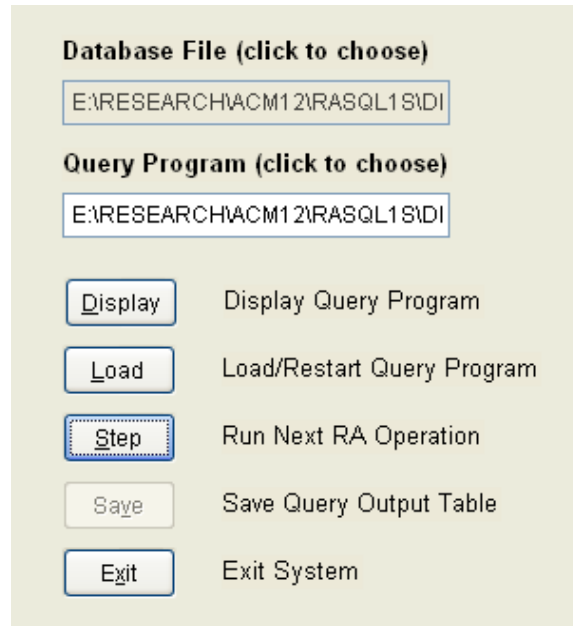 Database File (click to choose)
E:\RESEARCH\ACM12\RASQL1S\DI
Query Program (click to choose)
E:\RESEARCH\ACM12\RASQL1S\DI
Display Display Query Program
Load Load/Restart Query Program
Step Run Next RA Operation
Save Save Query Output Table
Exit Exit System